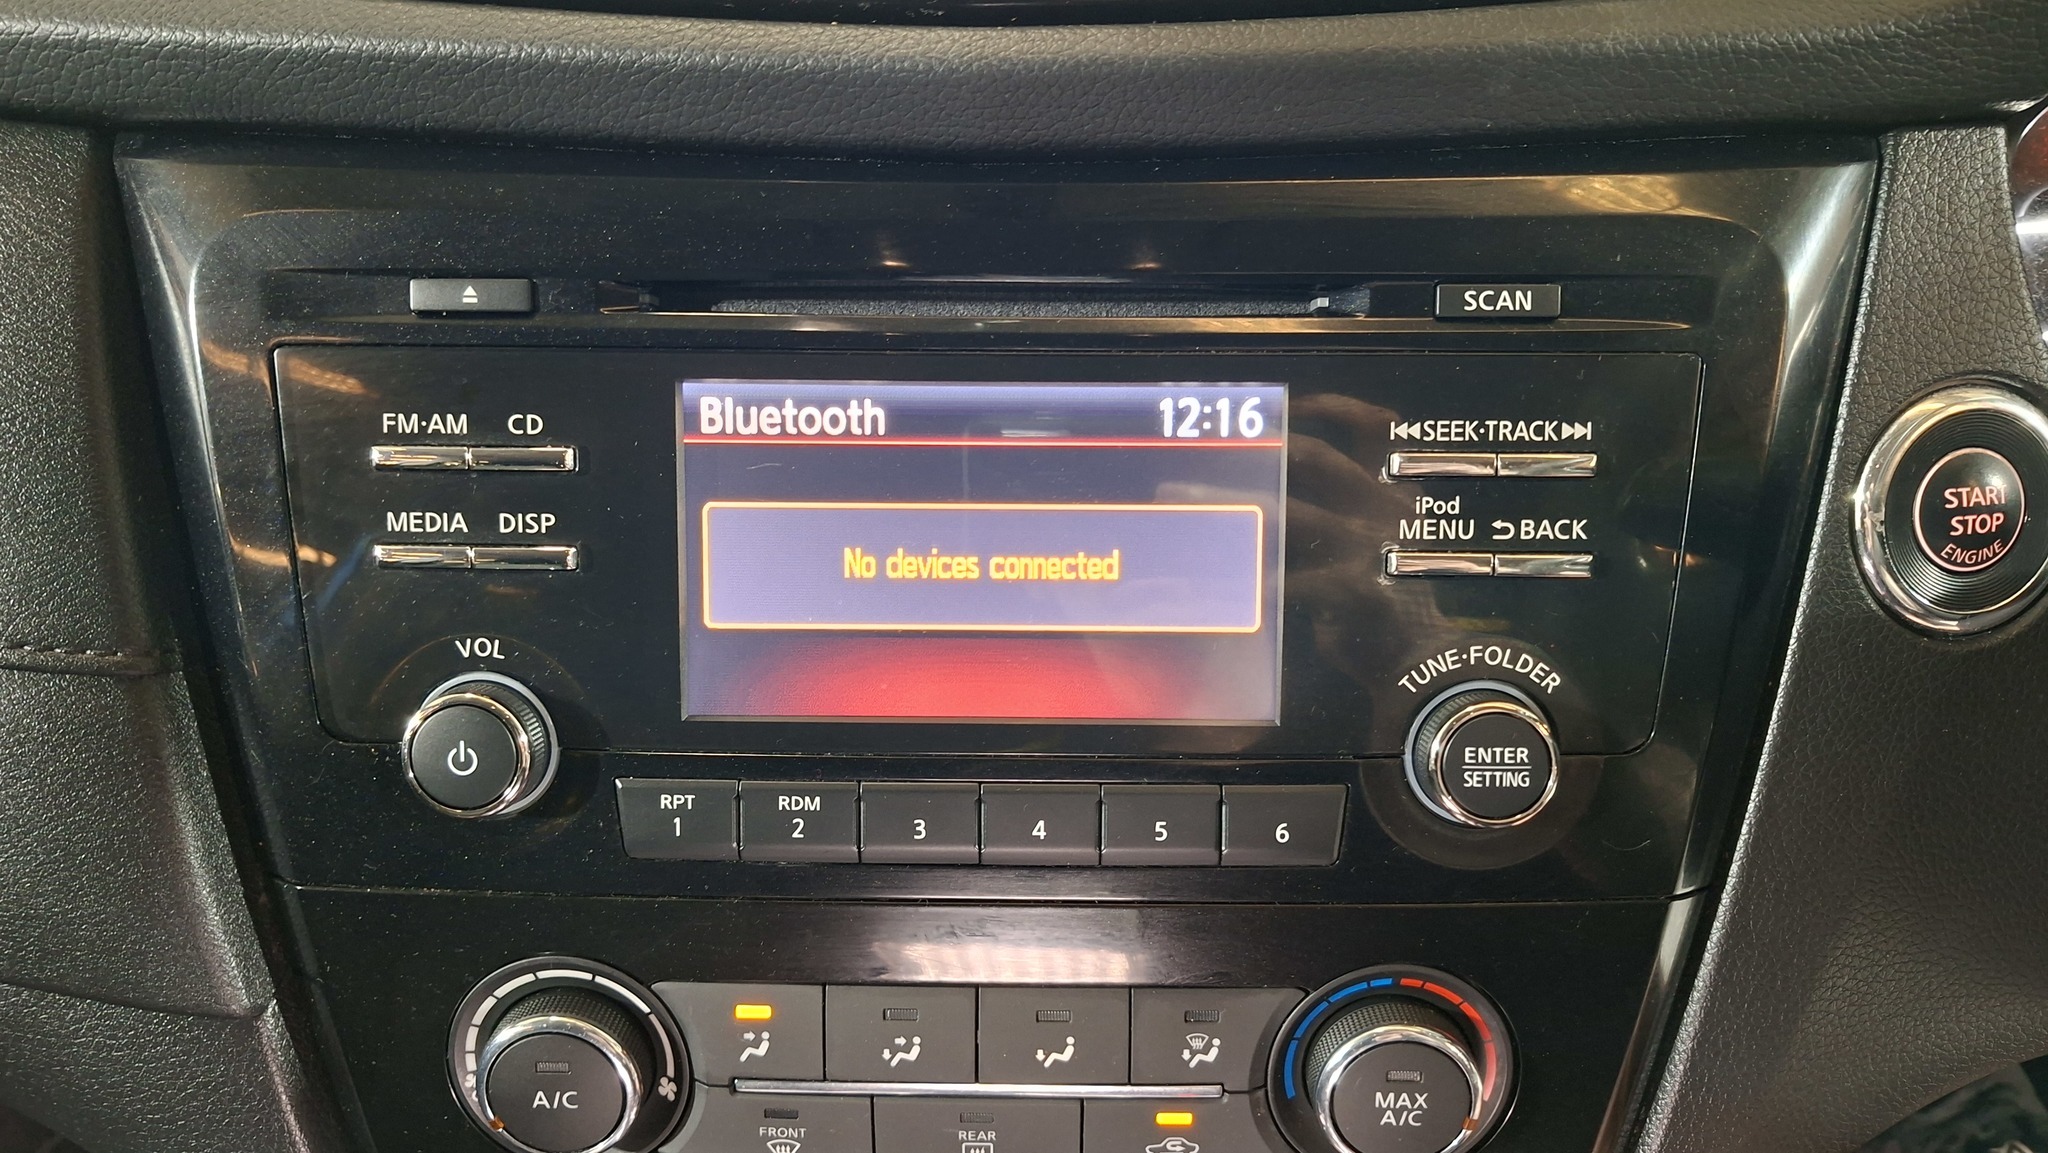 SCAN
FM·AM CD
Bluetooth 12:16
SEEK·TRACK
MEDIA DISP
iPod
MENU BACK
START
STOP
ENGINE
No devices connected
VOL
TUNE·FOLDER
ENTER
SETTING
RPT RDM
1 2 3 4 5 6
A/C
MAX
A/C
FRONT REAR